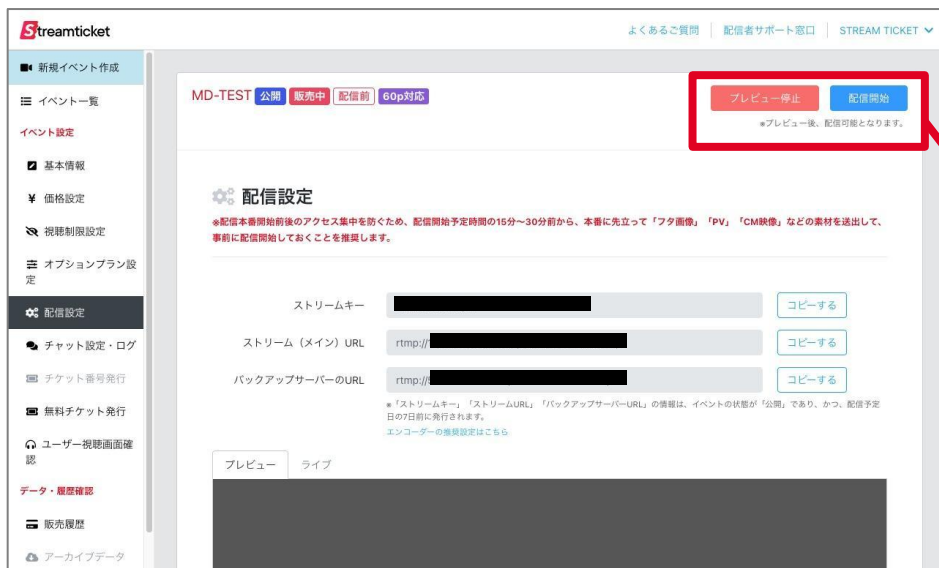 Streamticket
よくあるご質問
配信者サポート窓口
STREAM TICKET
新規イベント作成
イベント一覧
イベント設定
基本情報
価格設定
視聴制限設定
オプションプラン設
定
配信設定
チャット設定・ログ
チケット番号発行
無料チケット発行
ユーザー視聴画面確
認
データ・履歴確認
販売履歴
アーカイブデータ
MD-TEST 公開 販売中 配信前 60p対応
プレビュー停止 配信開始
※プレビュー後、配信可能となります。
配信設定
※配信本番開始前後のアクセス集中を防ぐため、配信開始予定時間の15分〜30分前から、本番に先立って「フタ画像」「PV」「CM映像」などの素材を送出して、
事前に配信開始しておくことを推奨します。
ストリームキー コピーする
ストリーム（メイン）URL rtmp:// コピーする
バックアップサーバーのURL rtmp:// コピーする
※「ストリームキー」「ストリームURL」「バックアップサーバーURL」の情報は、イベントの状態が「公開」であり、かつ、配信予定
日の7日前に発行されます。
エンコーダーの推奨設定はこちら
プレビュー ライブ